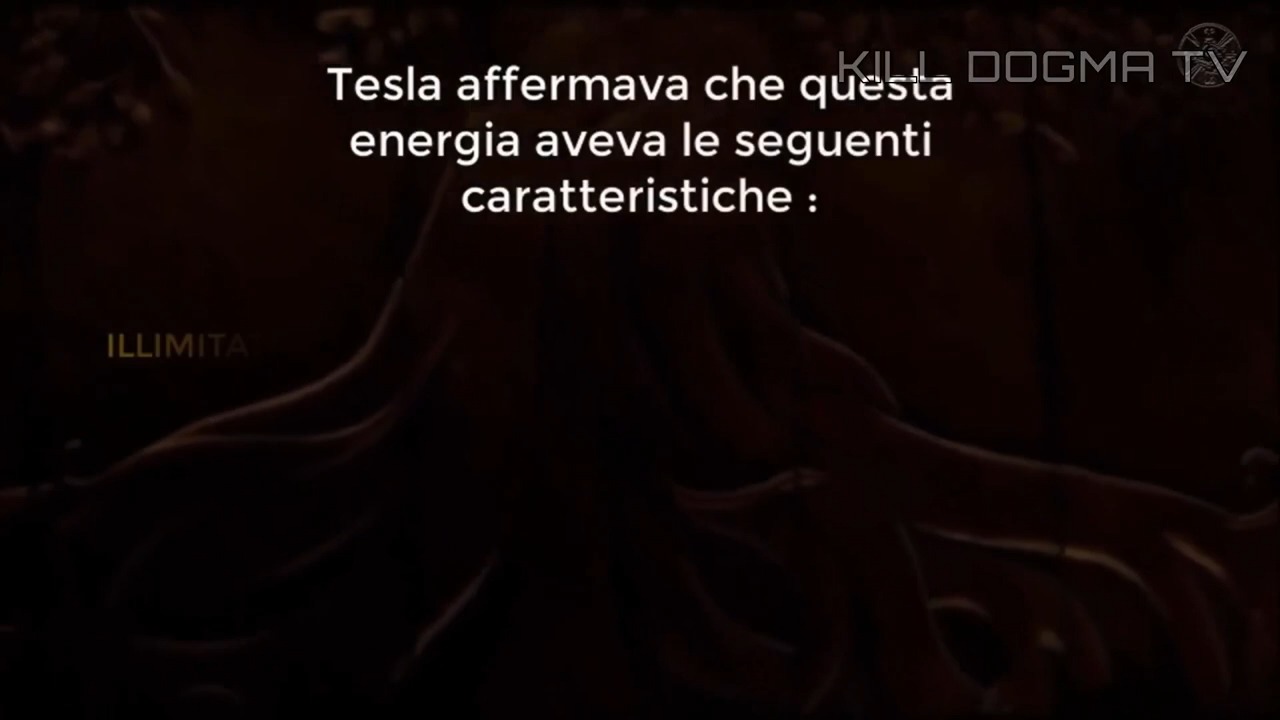 KILL DOGMA TV
Tesla affermava che questa
energia aveva le seguenti
caratteristiche :